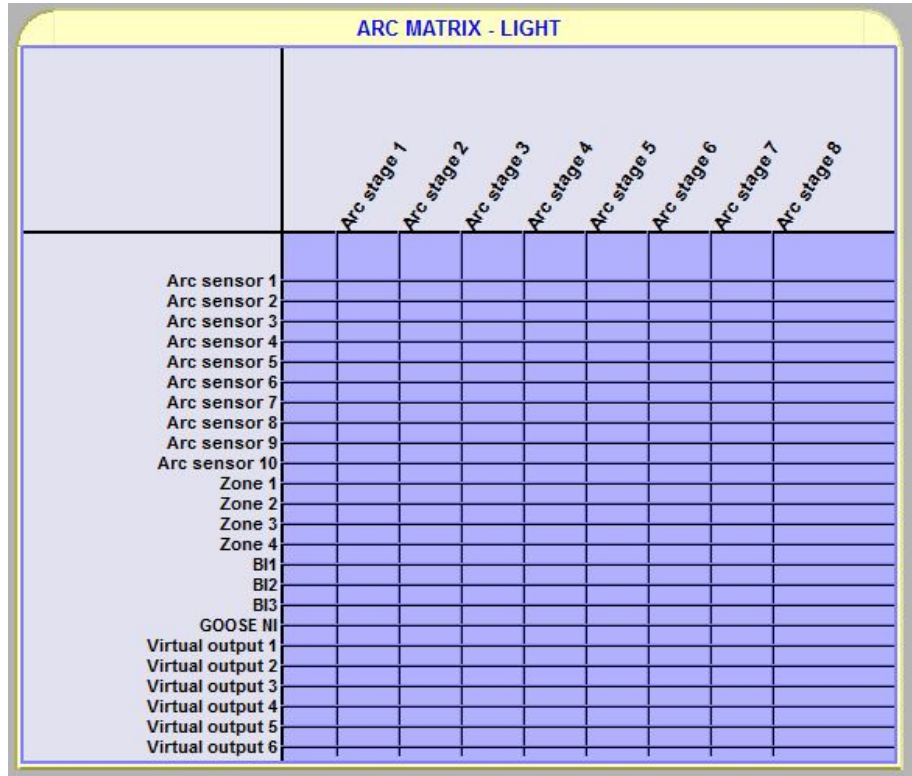 ARC MATRIX - LIGHT
Arc stage 1
Arc stage 2
Arc stage 3
Arc stage 4
Arc stage 5
Arc stage 6
Arc stage 7
Arc stage 8
Arc sensor 1
Arc sensor 2
Arc sensor 3
Arc sensor 4
Arc sensor 5
Arc sensor 6
Arc sensor 7
Arc sensor 8
Arc sensor 9
Arc sensor 10
Zone 1
Zone 2
Zone 3
Zone 4
BI1
BI2
BI3
GOOSE NI
Virtual output 1
Virtual output 2
Virtual output 3
Virtual output 4
Virtual output 5
Virtual output 6